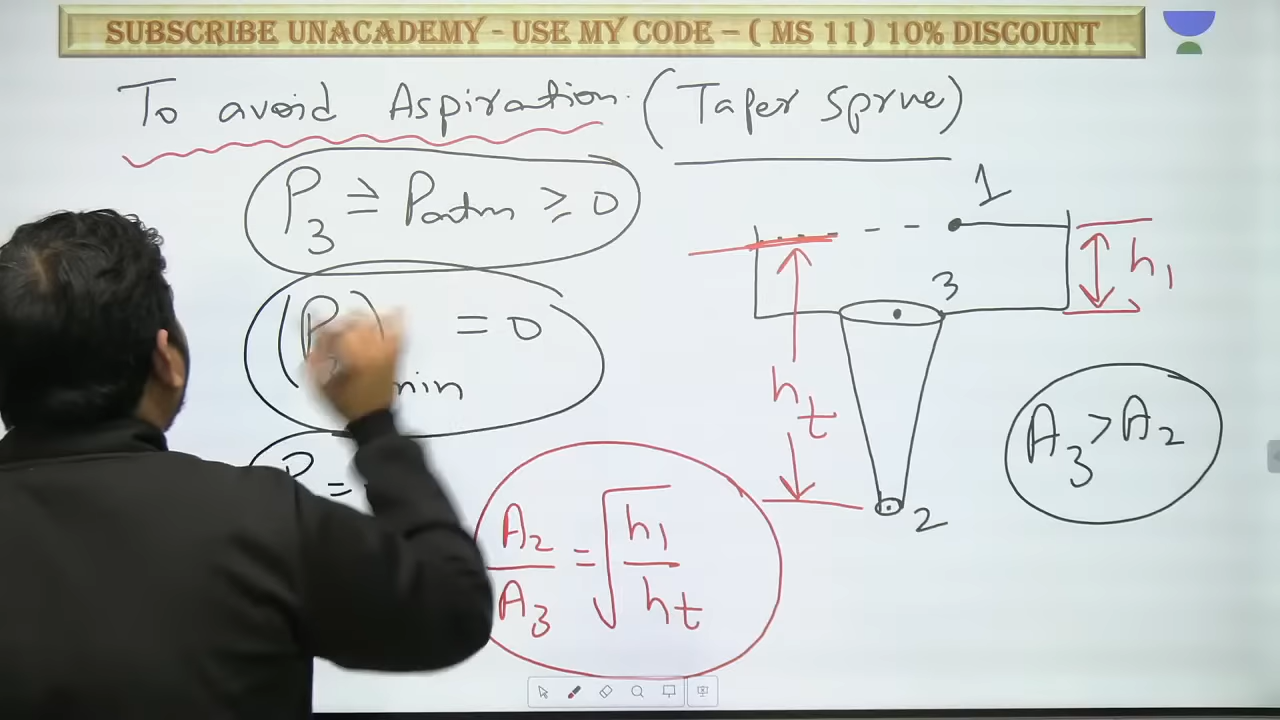 SUBSCRIBE UNACADEMY - USE MY CODE – ( MS 11) 10% DISCOUNT
To avoid Aspiration. (Taper Sprue)
P3 ≥ Patm ≥ 0
(P3)min = 0
P =
A2/A3 = √(h1/ht)
1
3
h1
ht
2
A3 > A2